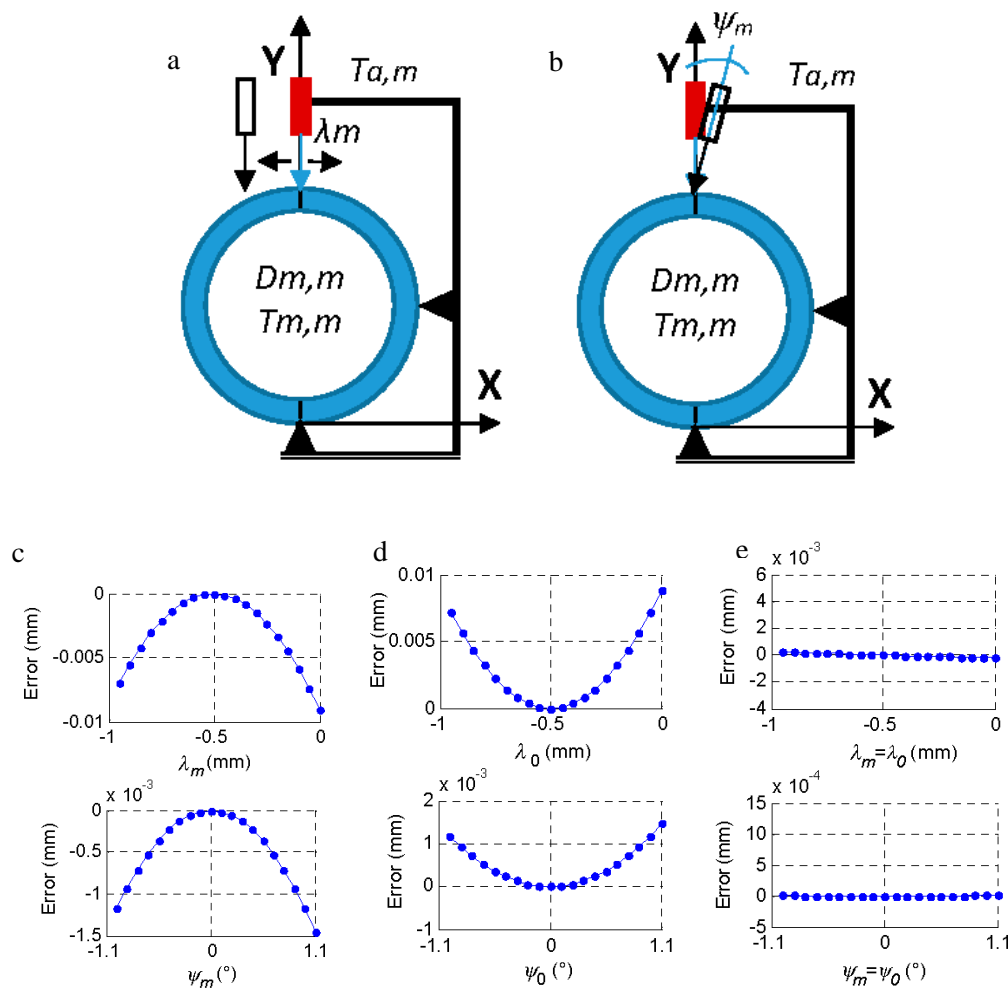 a
Y
Ta,m
λm
Dm,m
Tm,m
X
b
ψm
Y
Ta,m
Dm,m
Tm,m
X
c
Error (mm)
0
-0.005
-0.01
-1
-0.5
0
λm (mm)
d
Error (mm)
0.01
0.005
0
-1
-0.5
0
λ0 (mm)
e
x 10-3
Error (mm)
6
4
2
0
-2
-4
-1
-0.5
0
λm=λ0 (mm)
x 10-3
Error (mm)
0
-0.5
-1
-1.5
-1.1
0
1.1
ψm (°)
x 10-3
Error (mm)
2
1
0
-1
-1.1
0
1.1
ψ0 (°)
x 10-4
Error (mm)
15
10
5
0
-5
-1.1
0
1.1
ψm=ψ0 (°)